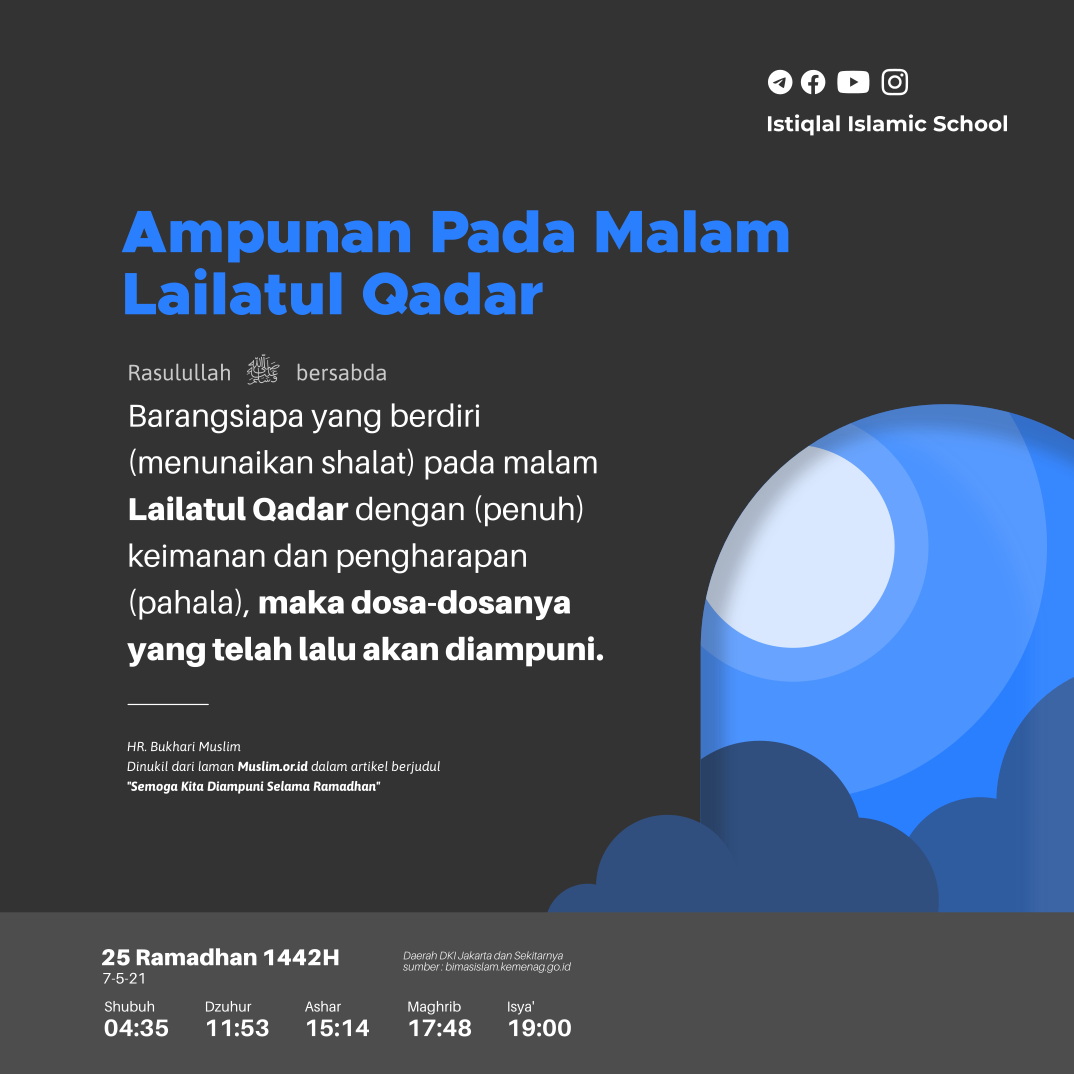 Istiqlal Islamic School
Ampunan Pada Malam
Lailatul Qadar
Rasulullah ﷺ bersabda
Barangsiapa yang berdiri
(menunaikan shalat) pada malam
Lailatul Qadar dengan (penuh)
keimanan dan pengharapan
(pahala), maka dosa-dosanya
yang telah lalu akan diampuni.
HR. Bukhari Muslim
Dinukil dari laman Muslim.or.id dalam artikel berjudul
"Semoga Kita Diampuni Selama Ramadhan"
25 Ramadhan 1442H
7-5-21
Daerah DKI Jakarta dan Sekitarnya
sumber : bimasislam.kemenag.go.id
Shubuh Dzuhur Ashar Maghrib Isya'
04:35 11:53 15:14 17:48 19:00